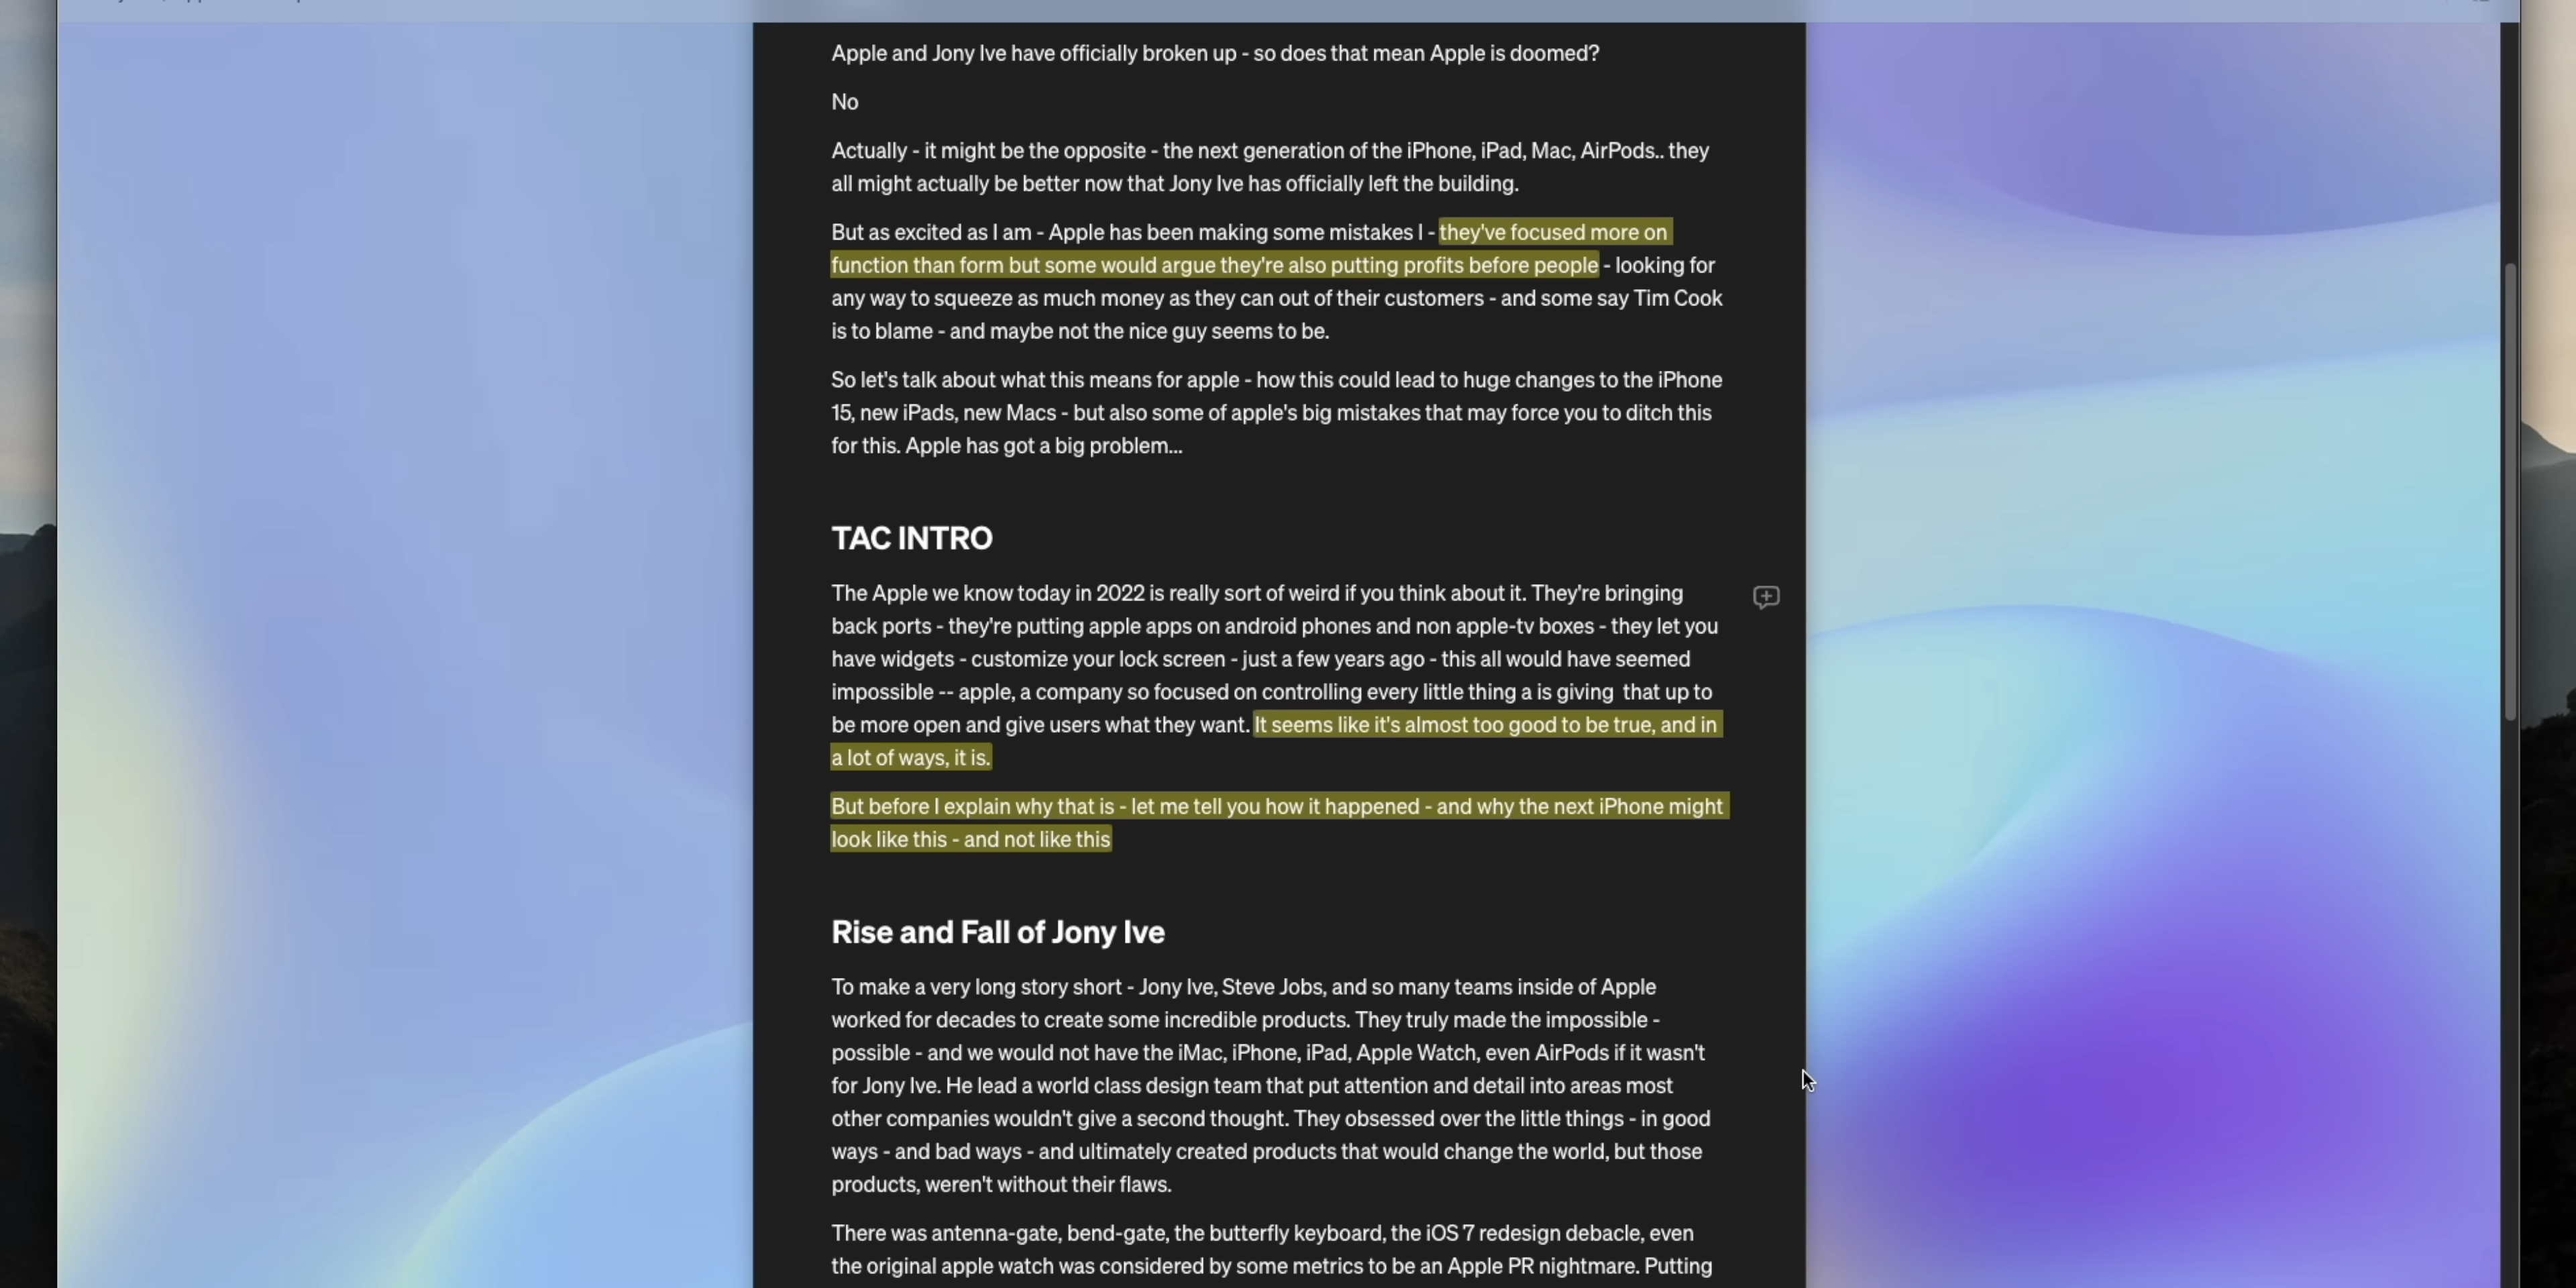 Apple and Jony Ive have officially broken up - so does that mean Apple is doomed?
No
Actually - it might be the opposite - the next generation of the iPhone, iPad, Mac, AirPods.. they
all might actually be better now that Jony Ive has officially left the building.
But as excited as I am - Apple has been making some mistakes I - they've focused more on
function than form but some would argue they're also putting profits before people - looking for
any way to squeeze as much money as they can out of their customers - and some say Tim Cook
is to blame - and maybe not the nice guy seems to be.
So let's talk about what this means for apple - how this could lead to huge changes to the iPhone
15, new iPads, new Macs - but also some of apple's big mistakes that may force you to ditch this
for this. Apple has got a big problem...
TAC INTRO
The Apple we know today in 2022 is really sort of weird if you think about it. They're bringing
back ports - they're putting apple apps on android phones and non apple-tv boxes - they let you
have widgets - customize your lock screen - just a few years ago - this all would have seemed
impossible -- apple, a company so focused on controlling every little thing a is giving  that up to
be more open and give users what they want. It seems like it's almost too good to be true, and in
a lot of ways, it is.
But before I explain why that is - let me tell you how it happened - and why the next iPhone might
look like this - and not like this
Rise and Fall of Jony Ive
To make a very long story short - Jony Ive, Steve Jobs, and so many teams inside of Apple
worked for decades to create some incredible products. They truly made the impossible -
possible - and we would not have the iMac, iPhone, iPad, Apple Watch, even AirPods if it wasn't
for Jony Ive. He lead a world class design team that put attention and detail into areas most
other companies wouldn't give a second thought. They obsessed over the little things - in good
ways - and bad ways - and ultimately created products that would change the world, but those
products, weren't without their flaws.
There was antenna-gate, bend-gate, the butterfly keyboard, the iOS 7 redesign debacle, even
the original apple watch was considered by some metrics to be an Apple PR nightmare. Putting